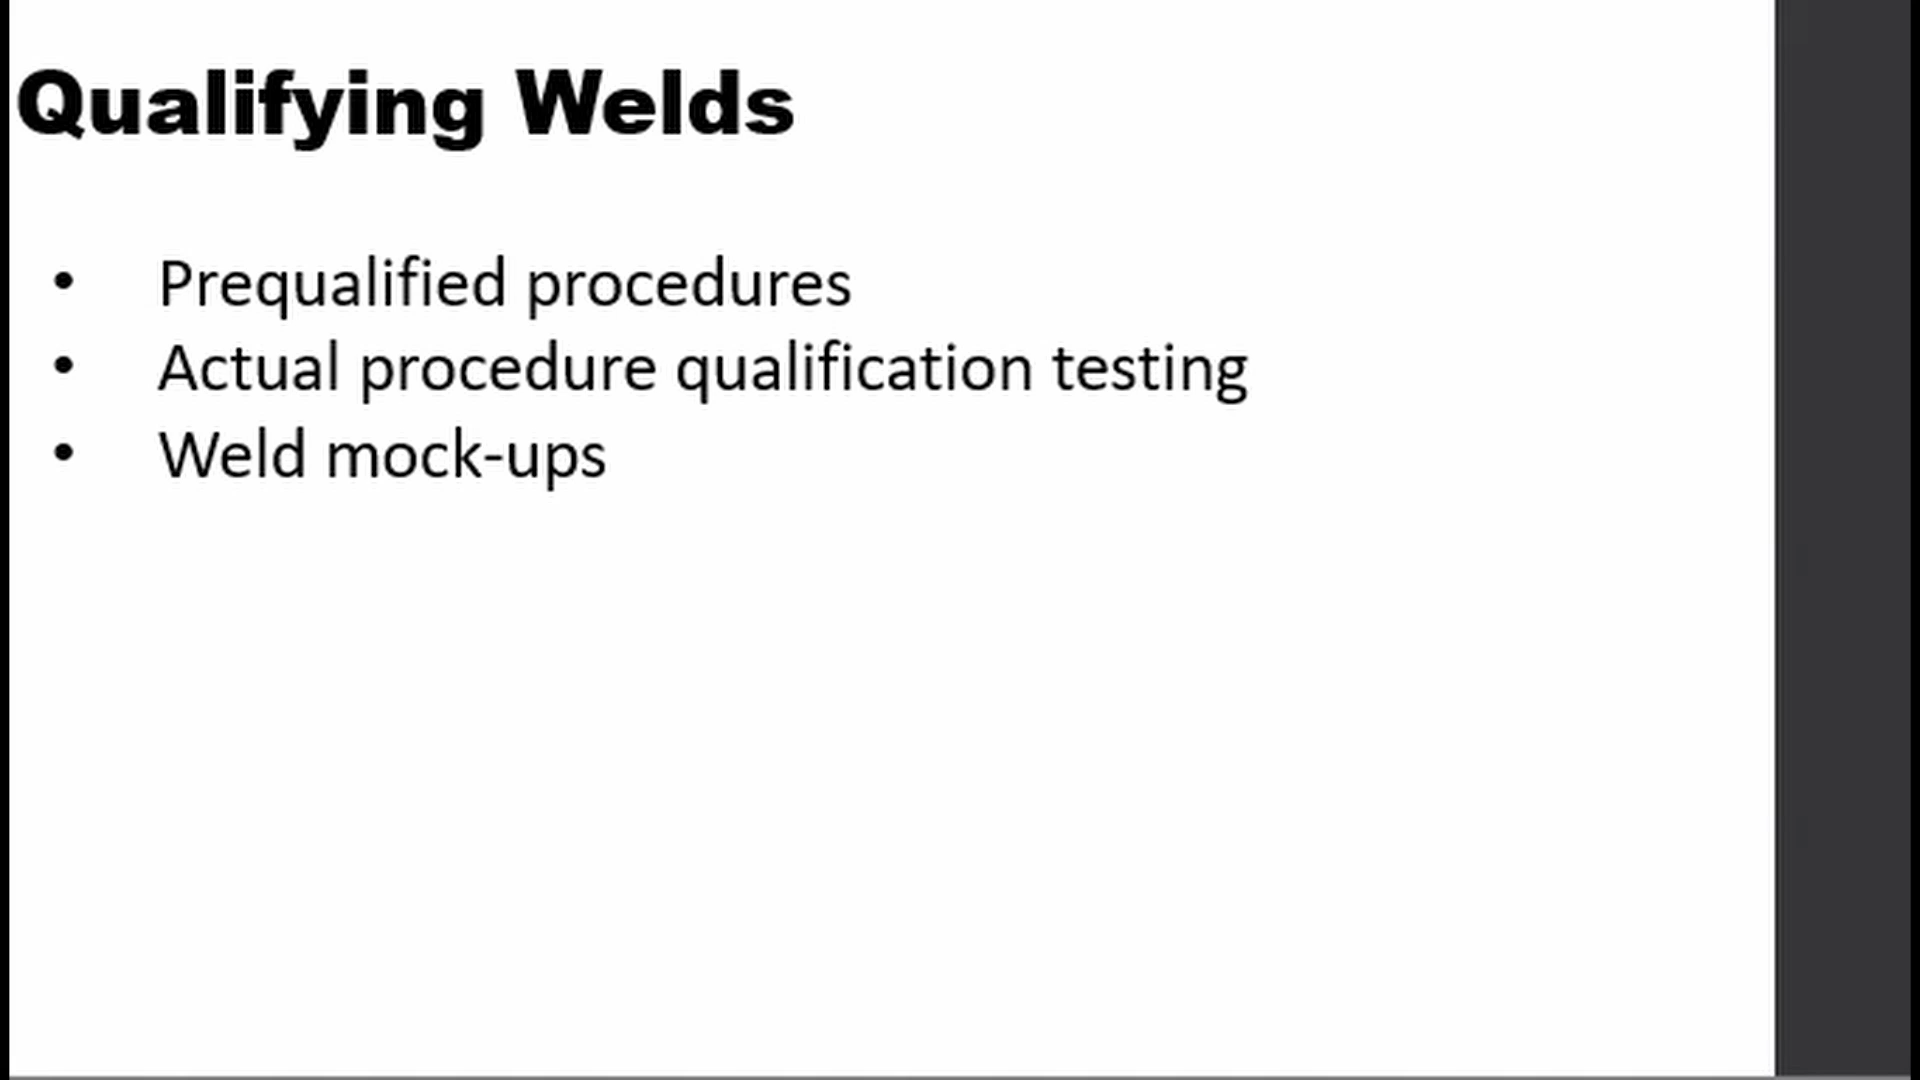 Qualifying Welds
• Prequalified procedures
• Actual procedure qualification testing
• Weld mock-ups